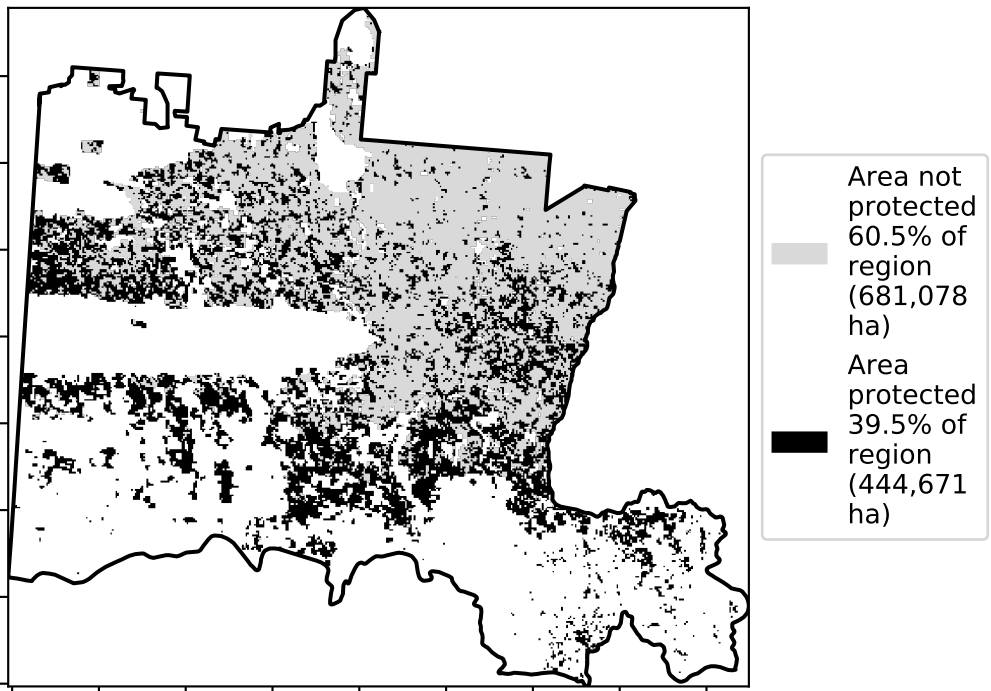 Area not
protected
60.5% of
region
(681,078
ha)
Area
protected
39.5% of
region
(444,671
ha)